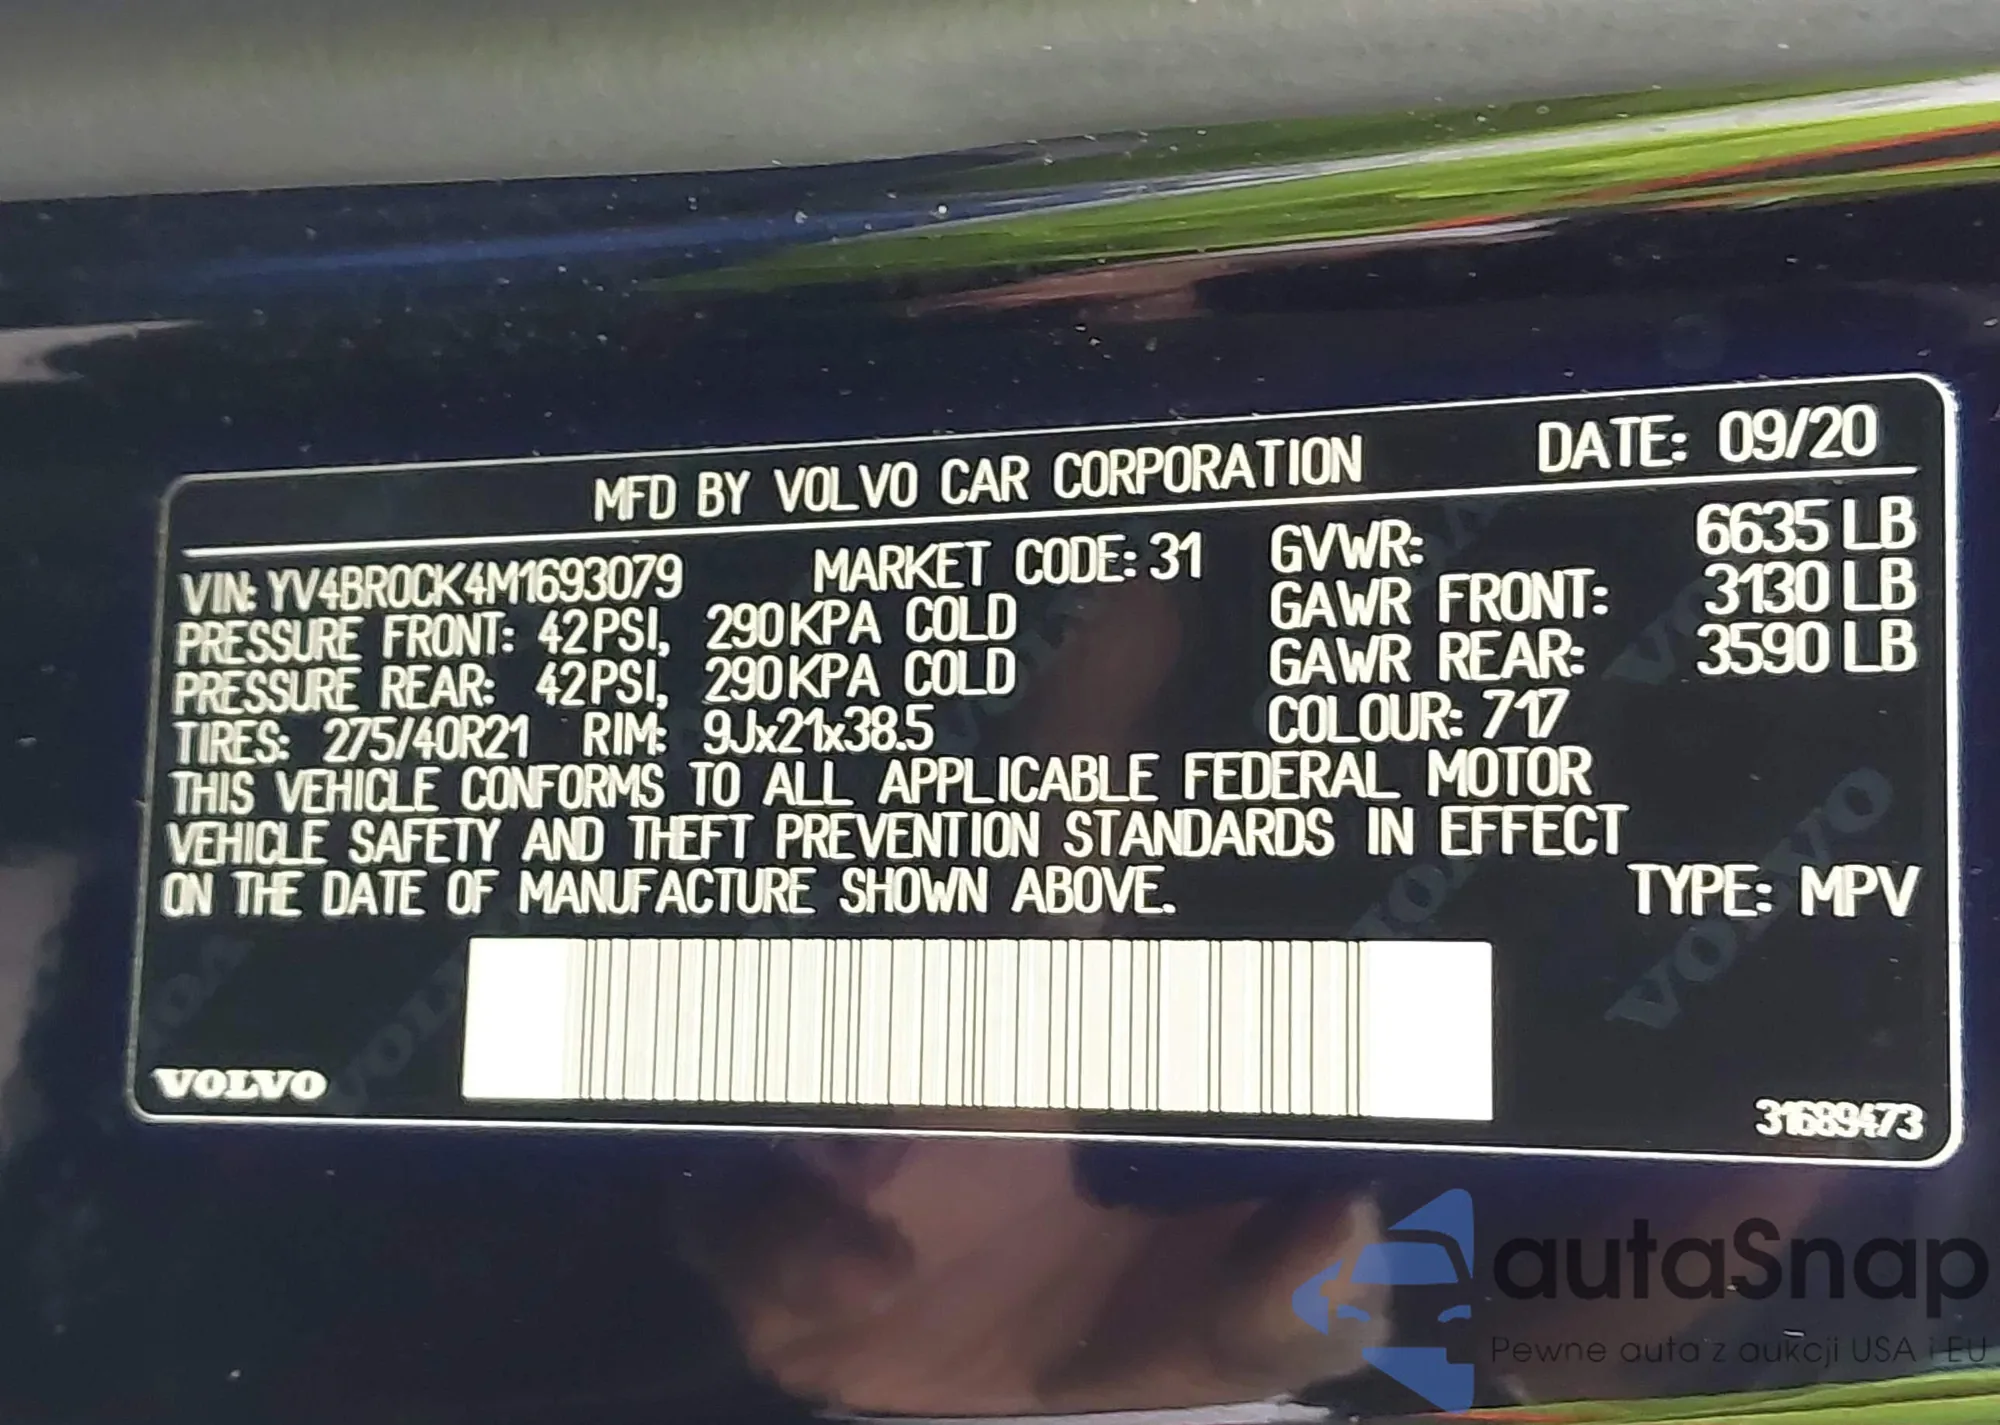 MFD BY VOLVO CAR CORPORATION DATE: 09/20
VIN: YV4BR0CK4M1693079 MARKET CODE: 31 GVWR: 6635 LB
PRESSURE FRONT: 42PSI, 290KPA COLD GAWR FRONT: 3130 LB
PRESSURE REAR: 42PSI, 290KPA COLD GAWR REAR: 3590 LB
TIRES: 275/40R21 RIM: 9Jx21x38.5 COLOUR: 717
THIS VEHICLE CONFORMS TO ALL APPLICABLE FEDERAL MOTOR
VEHICLE SAFETY AND THEFT PREVENTION STANDARDS IN EFFECT
ON THE DATE OF MANUFACTURE SHOWN ABOVE. TYPE: MPV
VOLVO
31689473
autaSnap
Pewne auta z aukcji USA i EU